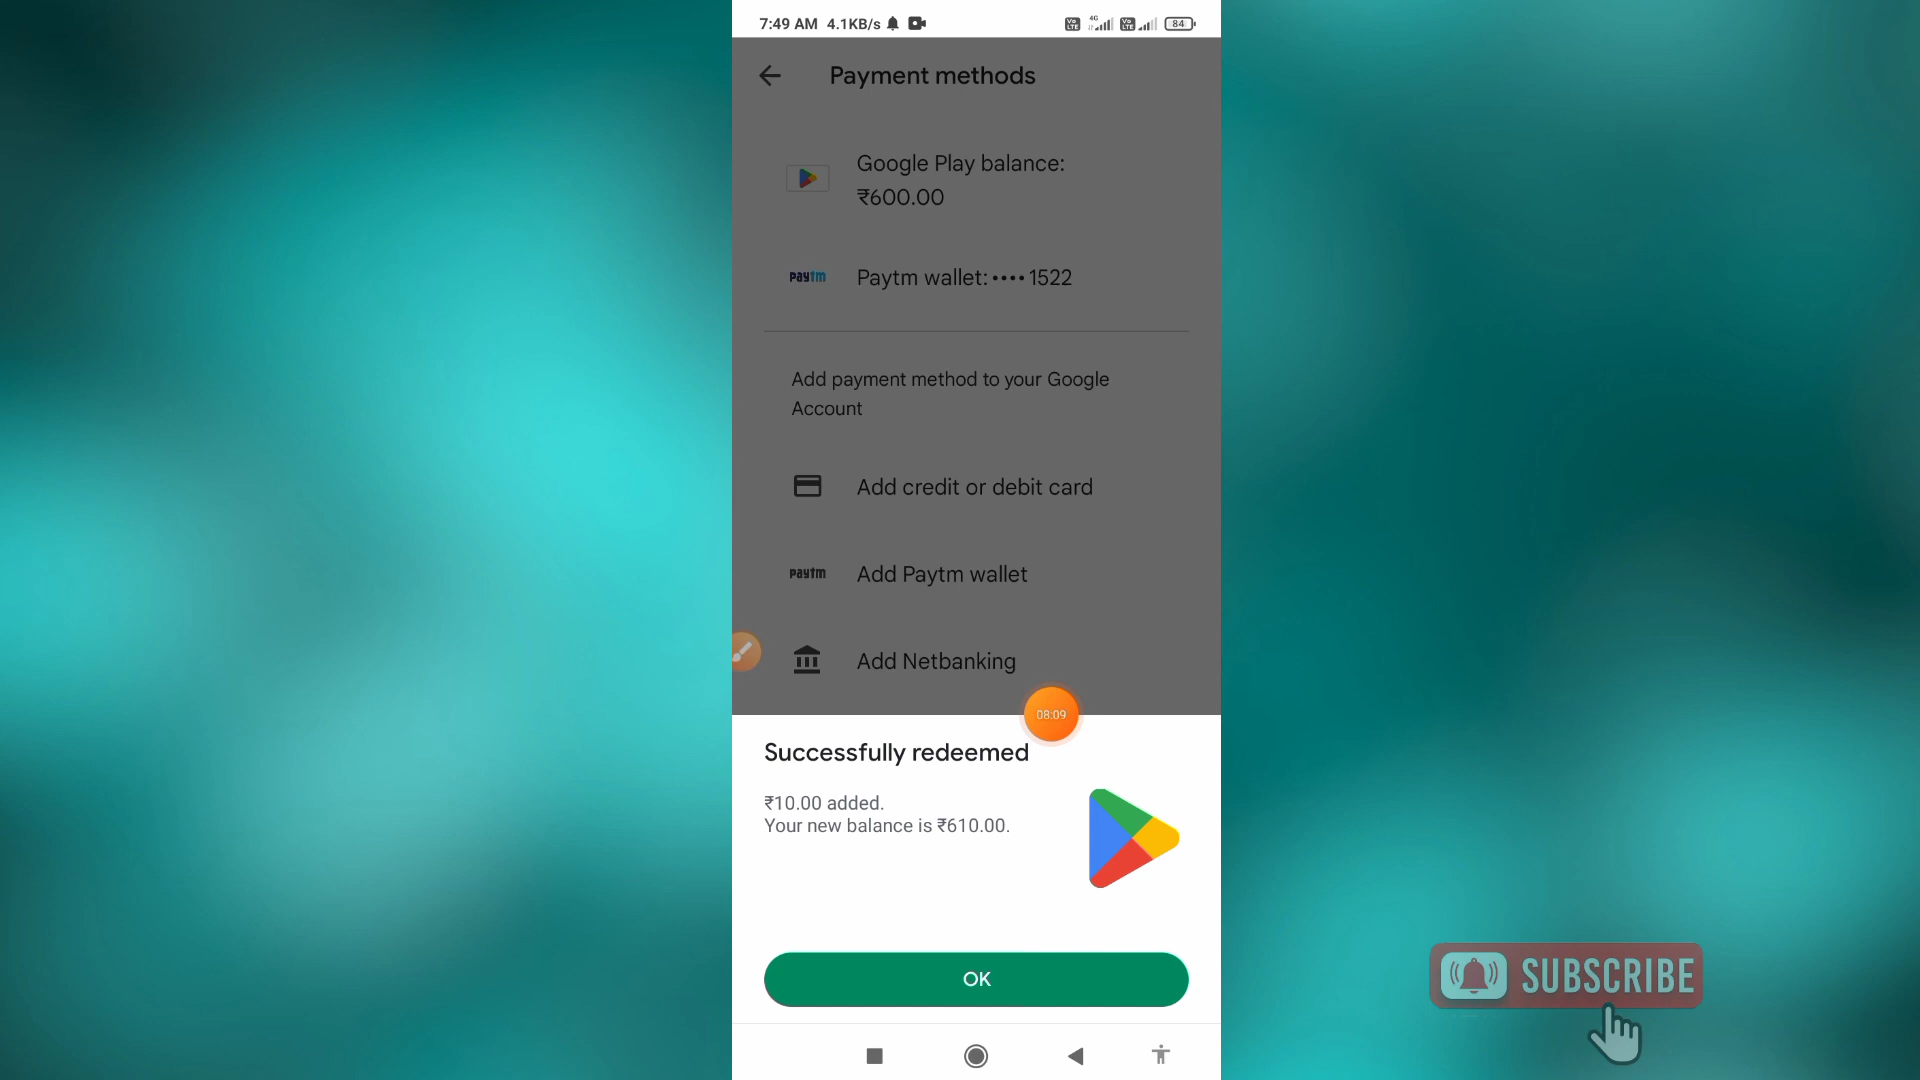 7:49 AM 4.1KB/s 4G 84
Payment methods
Google Play balance:
₹600.00
paytm Paytm wallet: •••• 1522
Add payment method to your Google
Account
Add credit or debit card
paytm Add Paytm wallet
Add Netbanking
08:09
Successfully redeemed
₹10.00 added.
Your new balance is ₹610.00.
OK
SUBSCRIBE